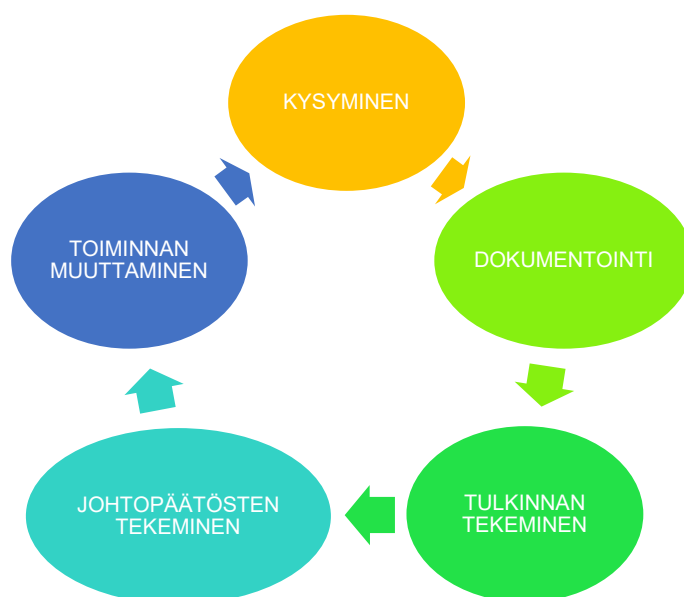 KYSYMINEN
DOKUMENTOINTI
TULKINNAN
TEKEMINEN
JOHTOPÄÄTÖSTEN
TEKEMINEN
TOIMINNAN
MUUTTAMINEN